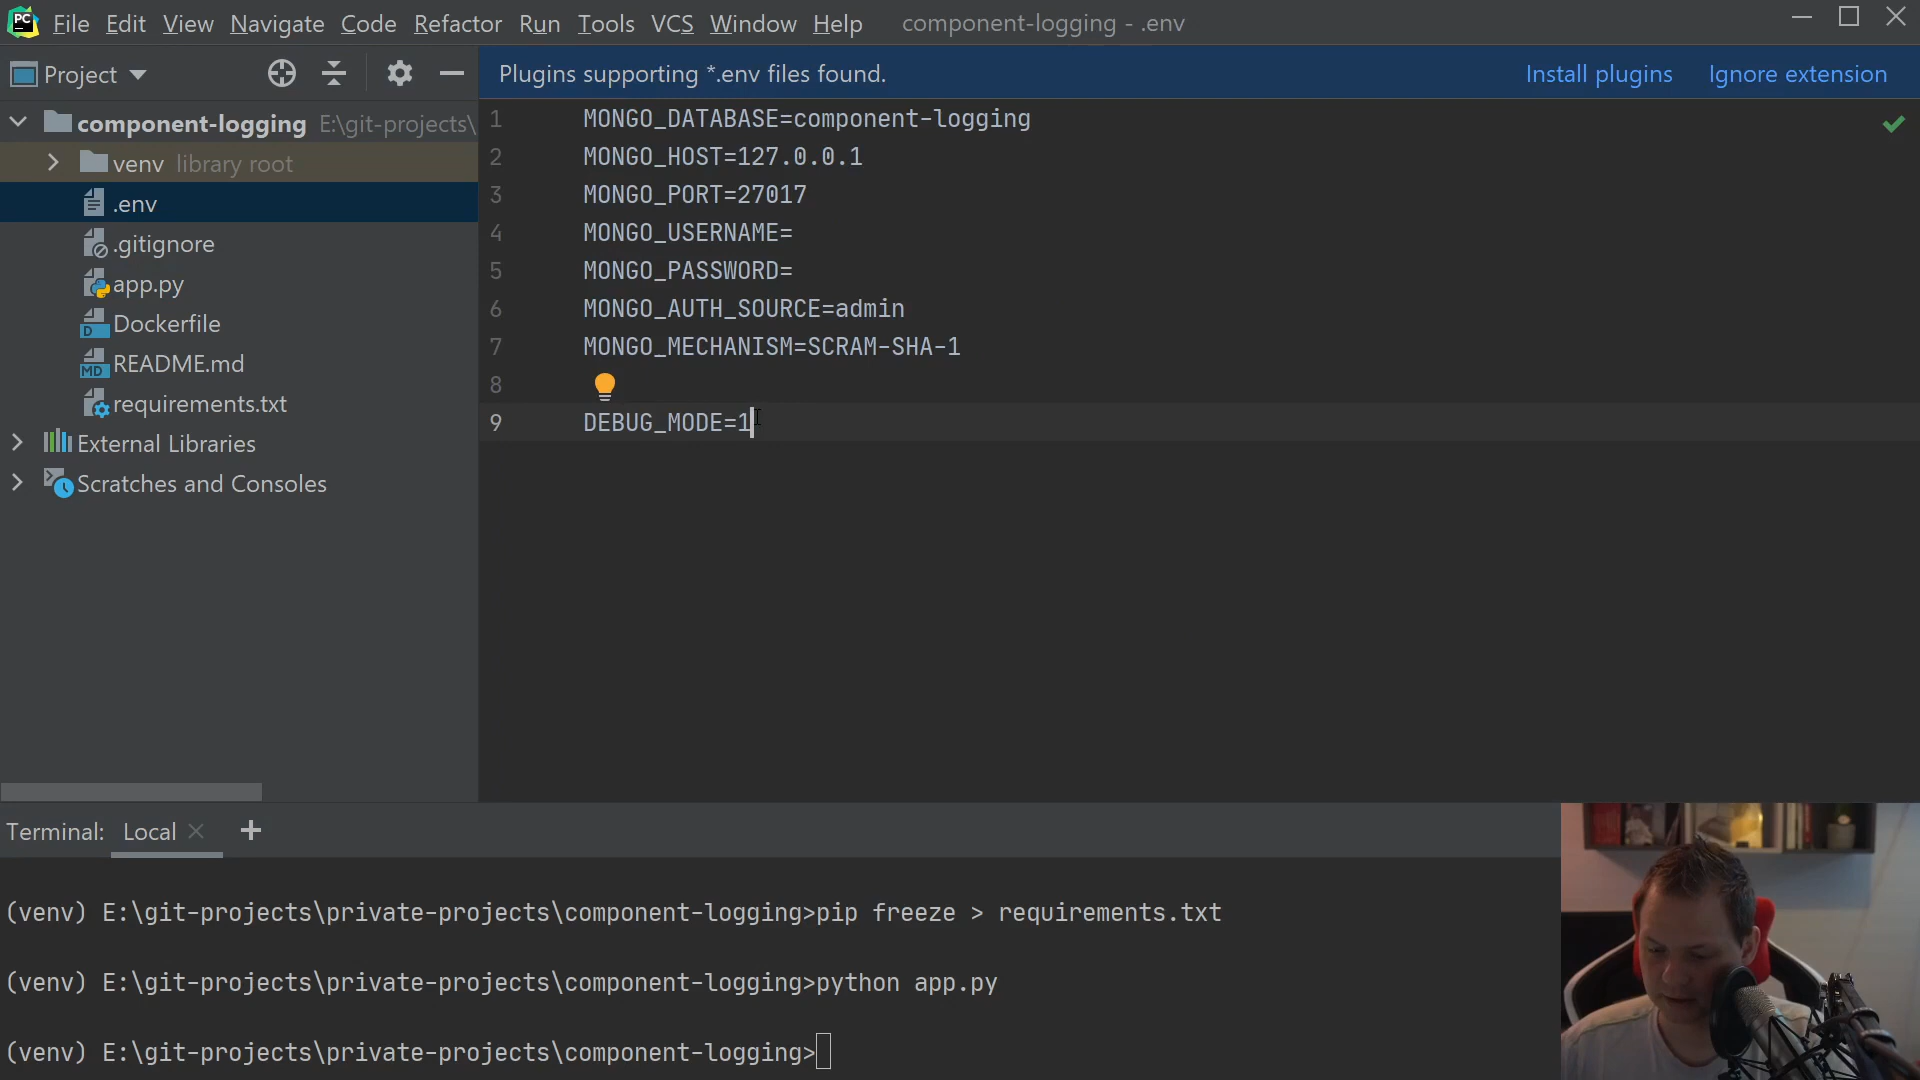 PC File Edit View Navigate Code Refactor Run Tools VCS Window Help component-logging - .env
Project
Plugins supporting *.env files found. Install plugins Ignore extension
component-logging E:\git-projects\
venv library root
.env
.gitignore
app.py
Dockerfile
README.md
requirements.txt
External Libraries
Scratches and Consoles
1 MONGO_DATABASE=component-logging
2 MONGO_HOST=127.0.0.1
3 MONGO_PORT=27017
4 MONGO_USERNAME=
5 MONGO_PASSWORD=
6 MONGO_AUTH_SOURCE=admin
7 MONGO_MECHANISM=SCRAM-SHA-1
8
9 DEBUG_MODE=1
Terminal: Local
(venv) E:\git-projects\private-projects\component-logging>pip freeze > requirements.txt
(venv) E:\git-projects\private-projects\component-logging>python app.py
(venv) E:\git-projects\private-projects\component-logging>